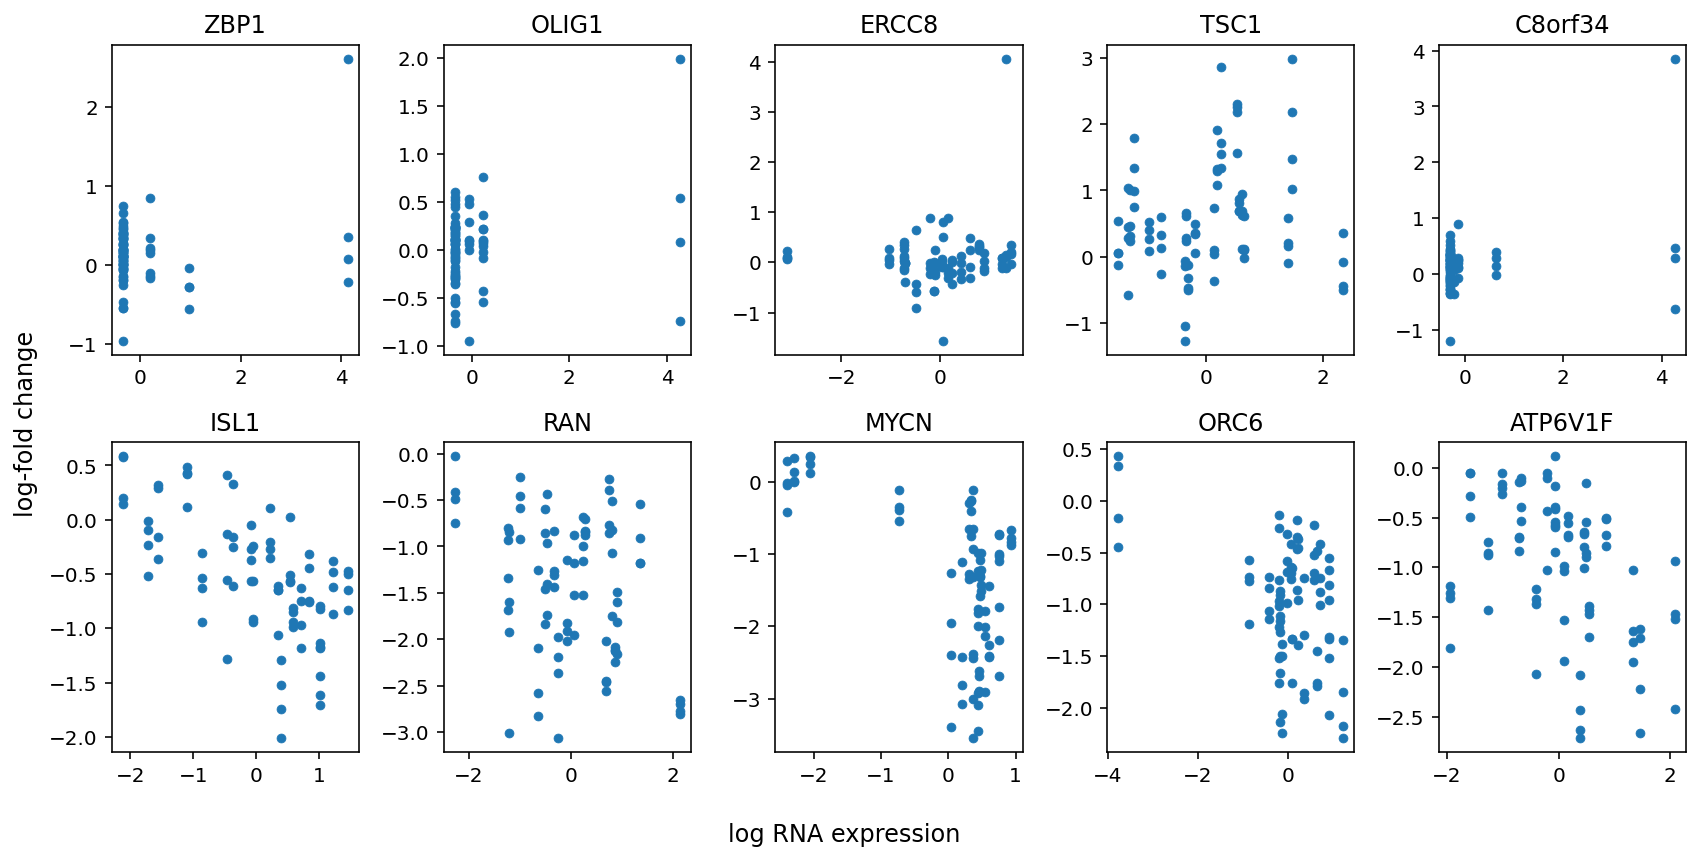 ZBP1 OLIG1 ERCC8 TSC1 C8orf34
2 1 0 −1
0 2 4
2.0 1.5 1.0 0.5 0.0 −0.5 −1.0
0 2 4
4 3 2 1 0 −1
−2 0
3 2 1 0 −1
0 2
4 3 2 1 0 −1
0 2 4
log-fold change
ISL1 RAN MYCN ORC6 ATP6V1F
0.5 0.0 −0.5 −1.0 −1.5 −2.0
−2 −1 0 1
0.0 −0.5 −1.0 −1.5 −2.0 −2.5 −3.0
−2 0 2
0 −1 −2 −3
−2 −1 0 1
0.5 0.0 −0.5 −1.0 −1.5 −2.0
−4 −2 0
0.0 −0.5 −1.0 −1.5 −2.0 −2.5
−2 0 2
log RNA expression